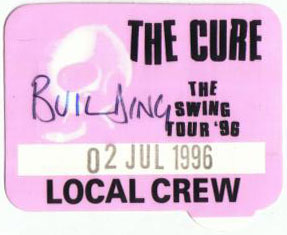 THE CURE
BUILDING
THE
SWING
TOUR '96
02 JUL 1996
LOCAL CREW